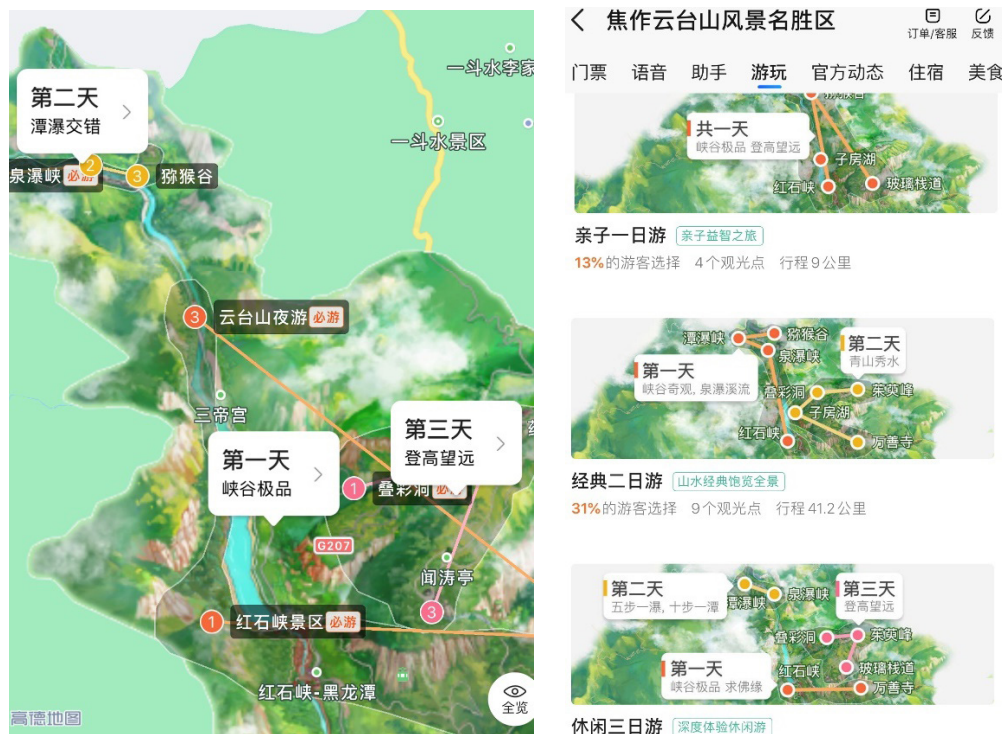 一斗水李家
第二天
潭瀑交错
一斗水景区
泉瀑峡 必游
2
3
猕猴谷
3
云台山夜游 必游
三帝宫
第三天
登高望远
第一天
峡谷极品
1
叠彩洞
G207
闻涛亭
3
1
红石峡景区 必游
红石峡-黑龙潭
全览
高德地图
焦作云台山风景名胜区
订单/客服
反馈
门票 语音 助手 游玩 官方动态 住宿 美食
共一天
峡谷极品 登高望远
子房湖
红石峡
玻璃栈道
亲子一日游 亲子益智之旅
13%的游客选择 4个观光点 行程9公里
潭瀑峡
猕猴谷
泉瀑峡
第二天
青山秀水
第一天
峡谷奇观, 泉瀑溪流
叠彩洞
茱萸峰
子房湖
红石峡
万善寺
经典二日游 山水经典饱览全景
31%的游客选择 9个观光点 行程41.2公里
第二天
五步一瀑, 十步一潭
潭瀑峡
泉瀑峡
第三天
登高望远
叠彩洞
茱萸峰
第一天
峡谷极品 求佛缘
红石峡
玻璃栈道
万善寺
休闲三日游 深度体验休闲游